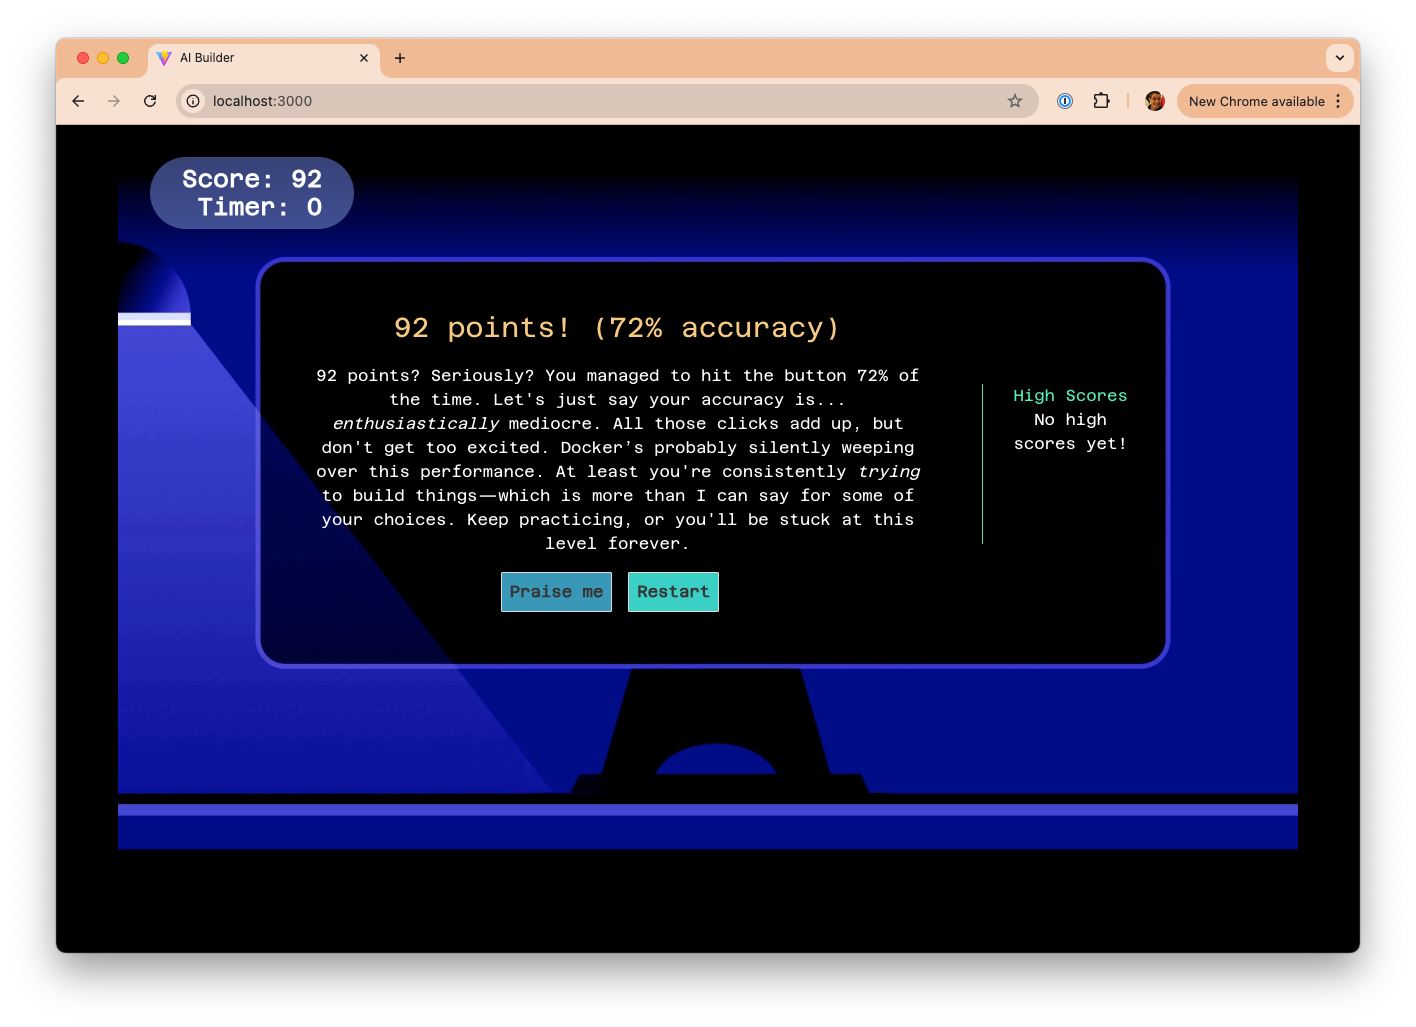 AI Builder
localhost:3000
New Chrome available
Score: 92
Timer: 0
92 points! (72% accuracy)
92 points? Seriously? You managed to hit the button 72% of
the time. Let's just say your accuracy is...
enthusiastically mediocre. All those clicks add up, but
don't get too excited. Docker’s probably silently weeping
over this performance. At least you're consistently trying
to build things—which is more than I can say for some of
your choices. Keep practicing, or you'll be stuck at this
level forever.
Praise me
Restart
High Scores
No high
scores yet!